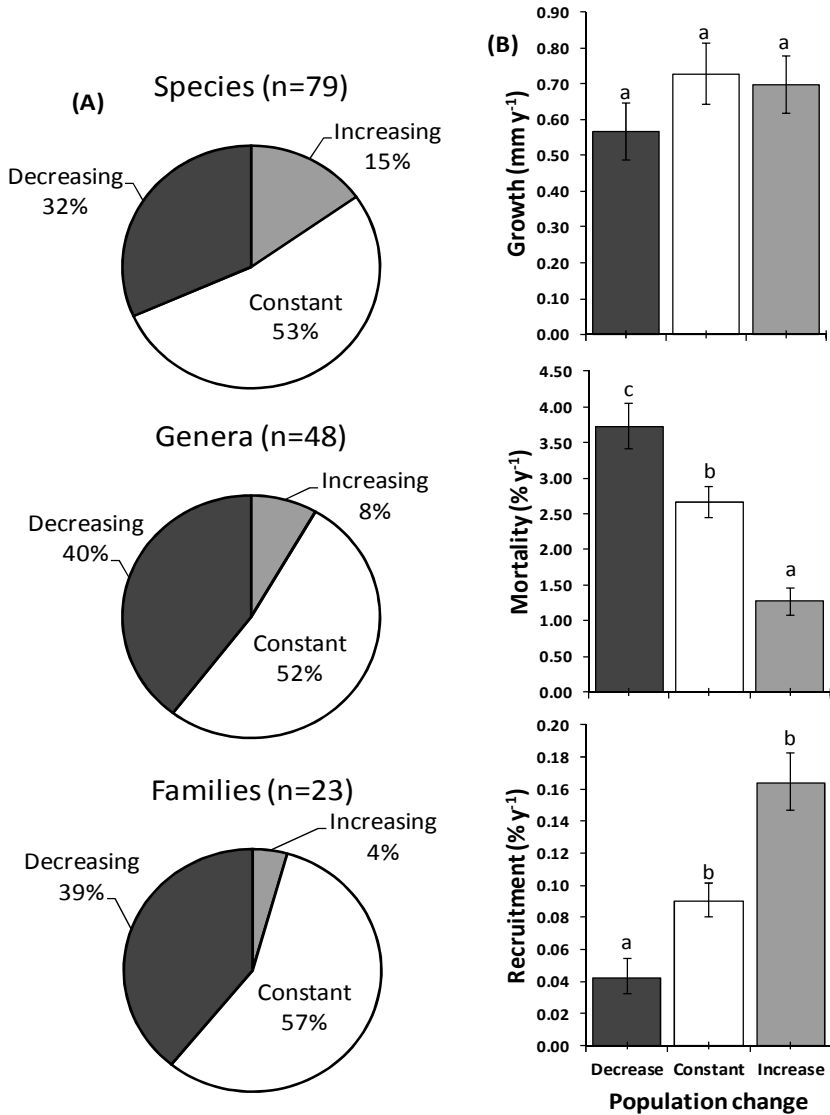 (A)
Species (n=79)
Increasing
15%
Decreasing
32%
Constant
53%
Genera (n=48)
Increasing
8%
Decreasing
40%
Constant
52%
Families (n=23)
Increasing
4%
Decreasing
39%
Constant
57%
(B)
Growth (mm y⁻¹)
0.90
0.80
0.70
0.60
0.50
0.40
0.30
0.20
0.10
0.00
a
a
a
Mortality (% y⁻¹)
4.50
4.00
3.50
3.00
2.50
2.00
1.50
1.00
0.50
0.00
c
b
a
Recruitment (% y⁻¹)
0.20
0.18
0.16
0.14
0.12
0.10
0.08
0.06
0.04
0.02
0.00
a
b
b
Decrease Constant Increase
Population change